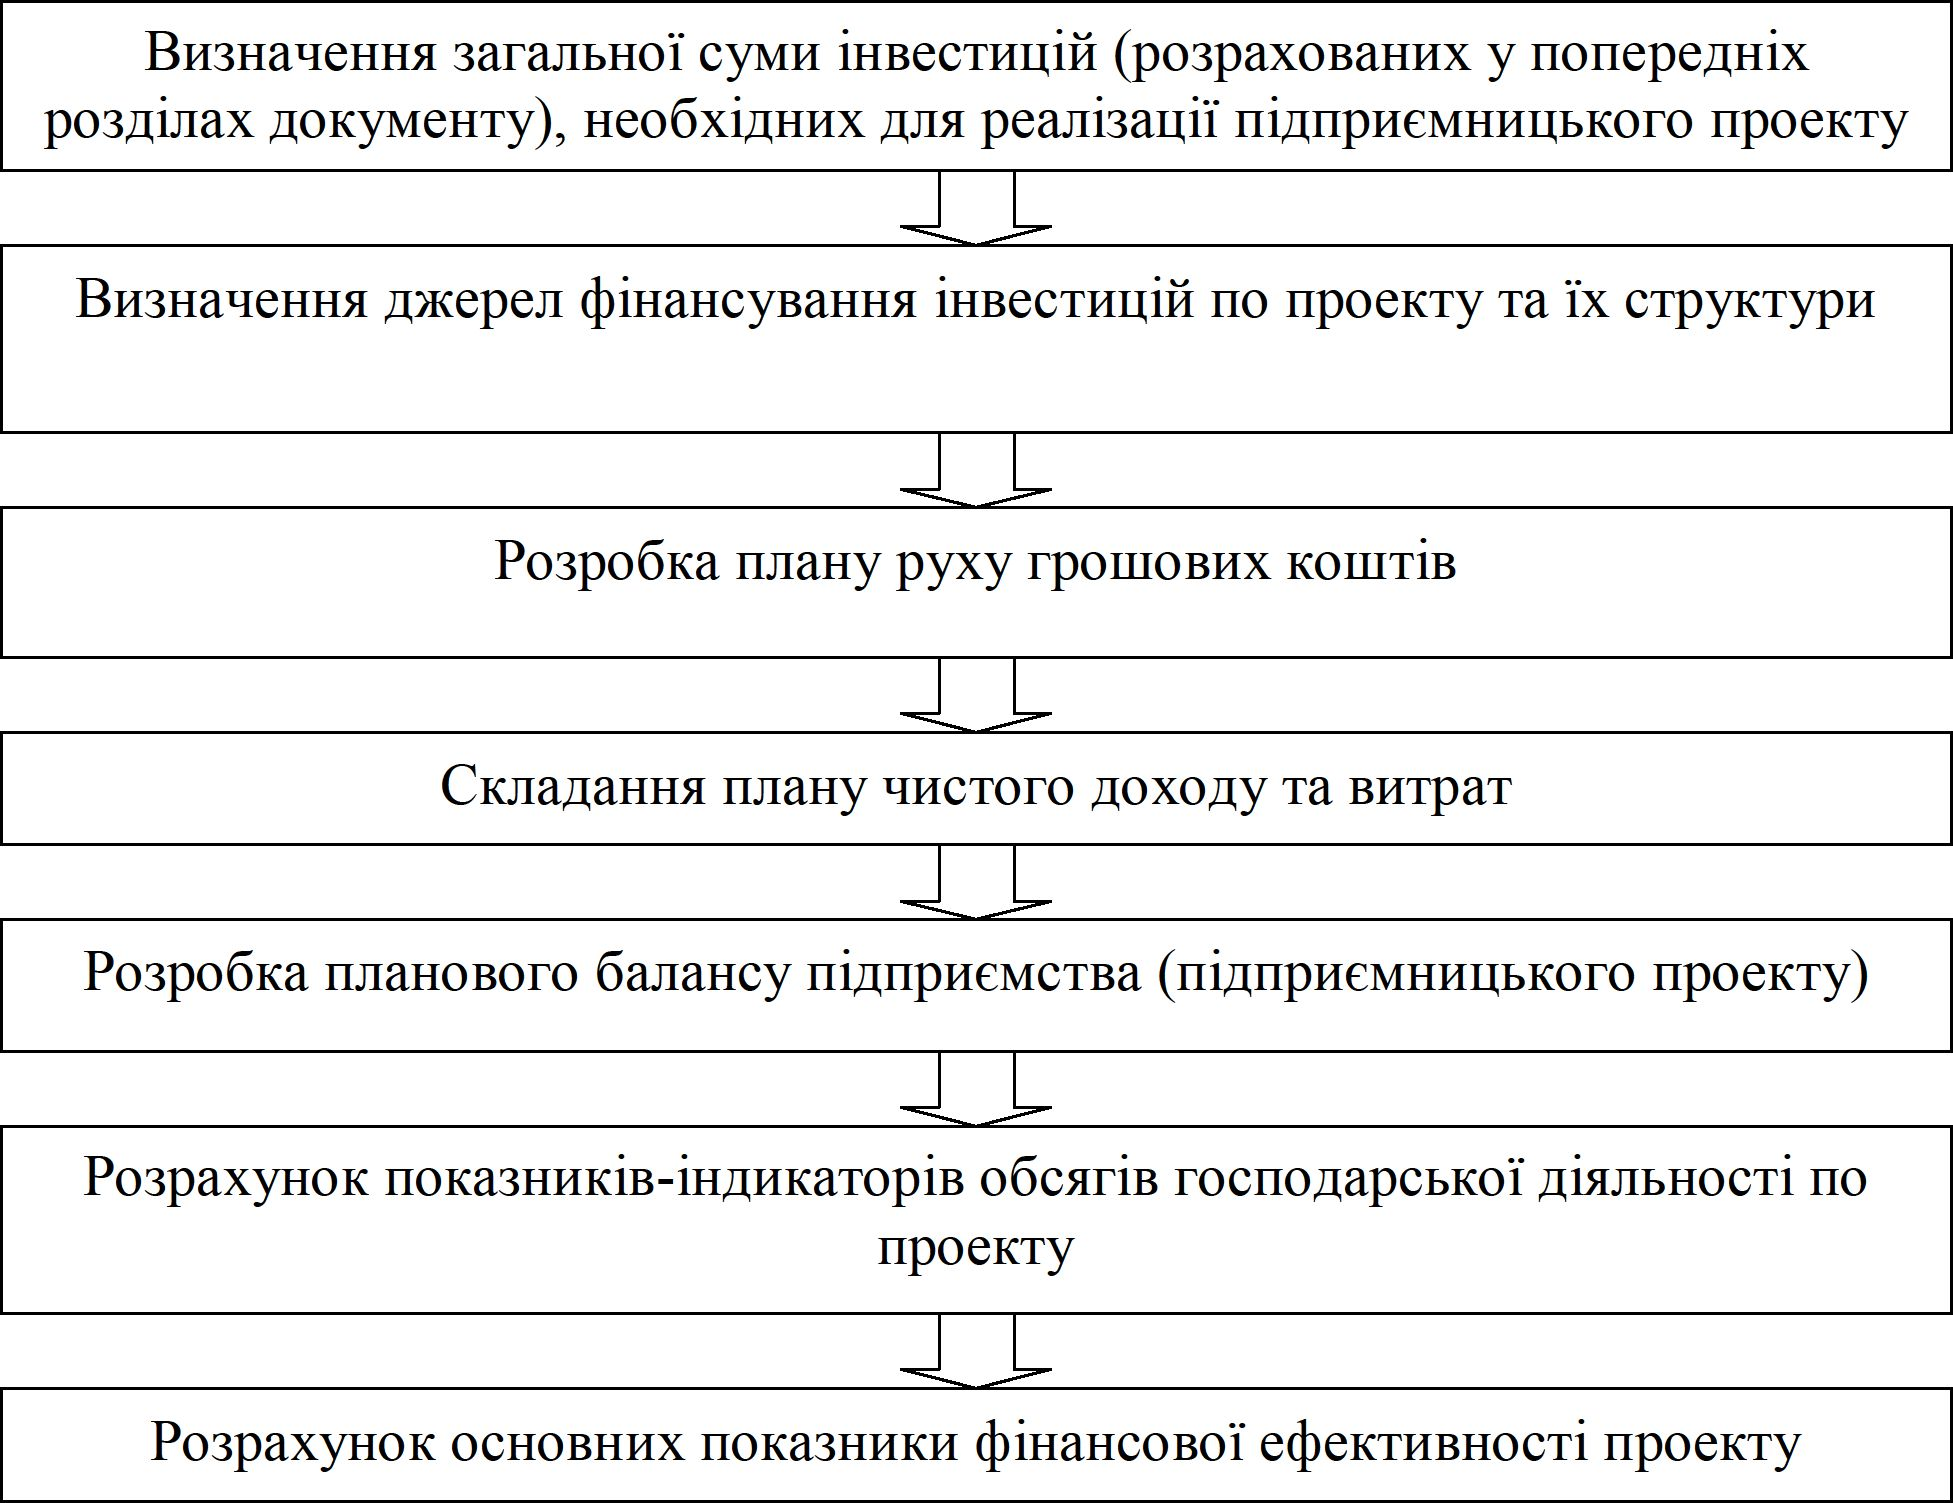 Визначення загальної суми інвестицій (розрахованих у попередніх
розділах документу), необхідних для реалізації підприємницького проекту
Визначення джерел фінансування інвестицій по проекту та їх структури
Розробка плану руху грошових коштів
Складання плану чистого доходу та витрат
Розробка планового балансу підприємства (підприємницького проекту)
Розрахунок показників-індикаторів обсягів господарської діяльності по
проекту
Розрахунок основних показники фінансової ефективності проекту